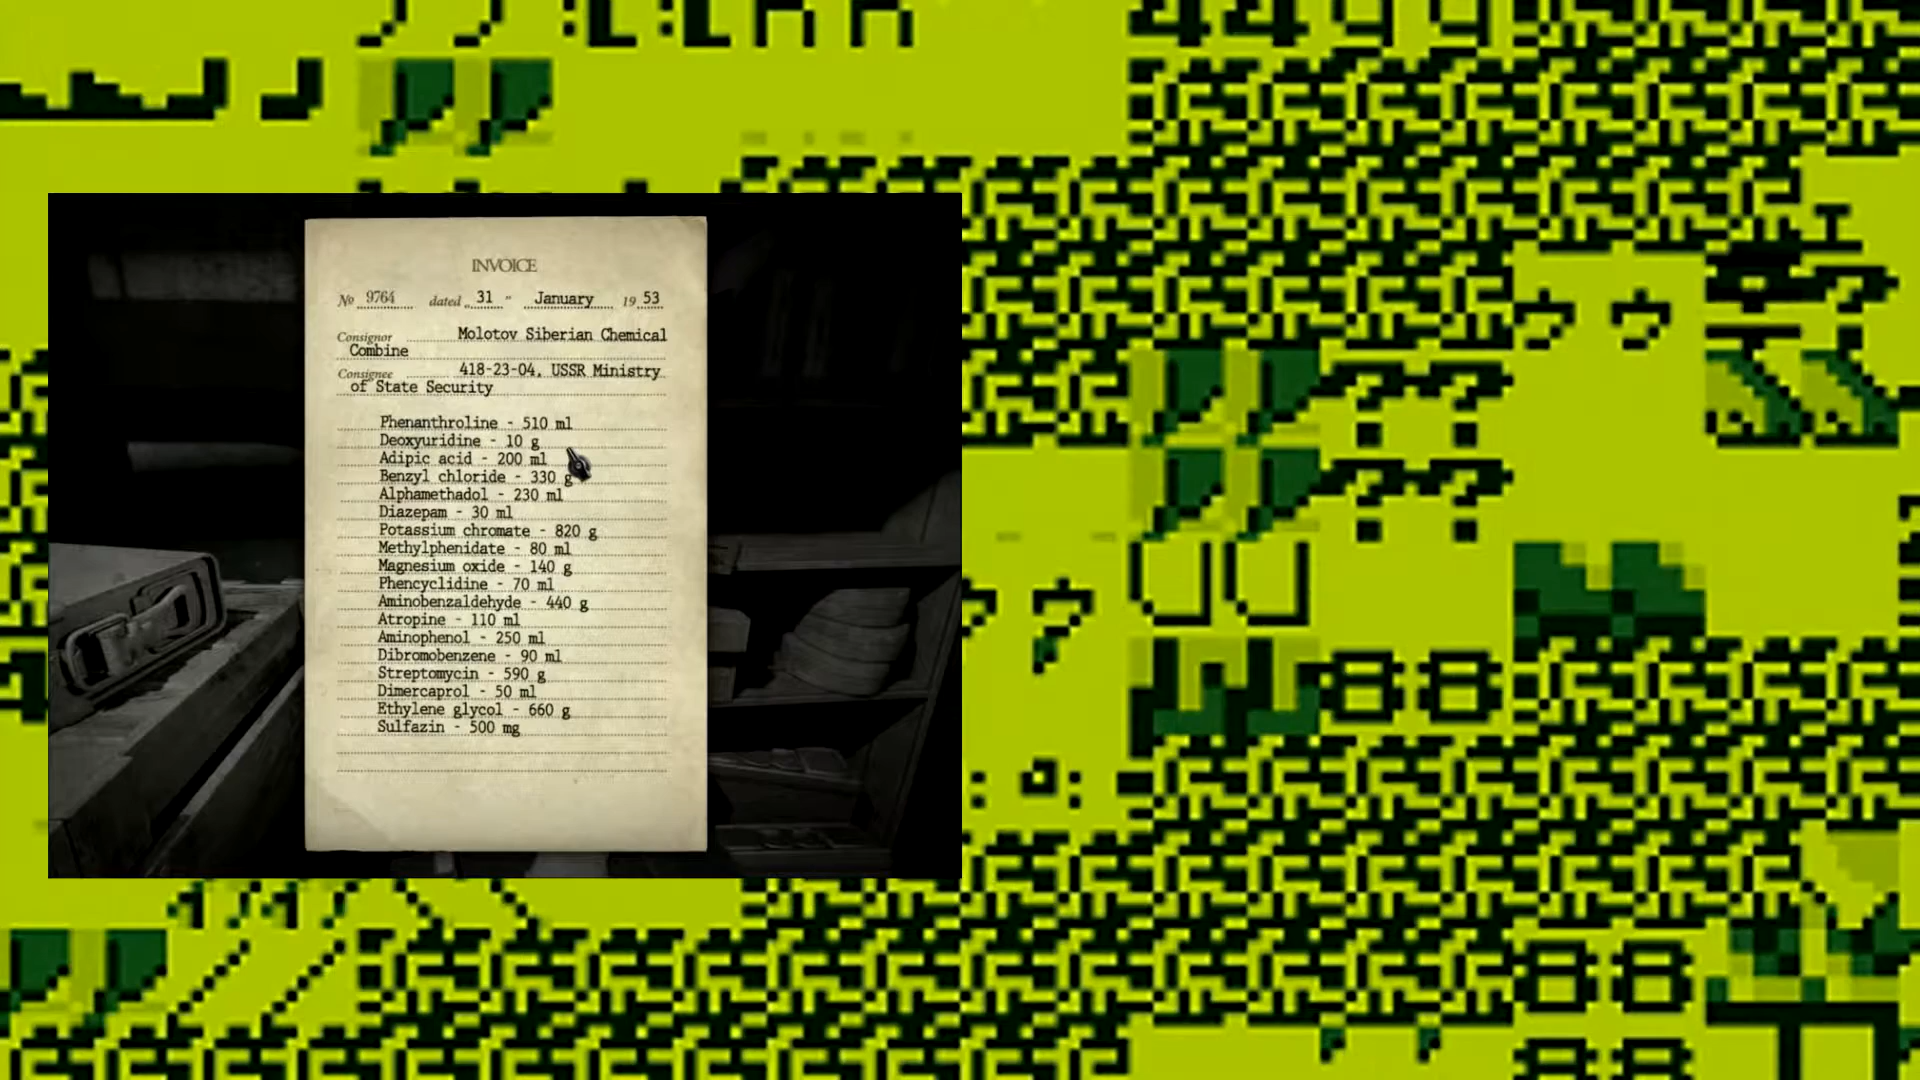 INVOICE
№ 9764 dated „ 31 " January 19 53
Consignor Molotov Siberian Chemical
Combine
Consignee 418-23-04, USSR Ministry
of State Security
Phenanthroline - 510 ml
Deoxyuridine - 10 g
Adipic acid - 200 ml
Benzyl chloride - 330 g
Alphamethadol - 230 ml
Diazepam - 30 ml
Potassium chromate - 820 g
Methylphenidate - 80 ml
Magnesium oxide - 140 g
Phencyclidine - 70 ml
Aminobenzaldehyde - 440 g
Atropine - 110 ml
Aminophenol - 250 ml
Dibromobenzene - 90 ml
Streptomycin - 590 g
Dimercaprol - 50 ml
Ethylene glycol - 660 g
Sulfazin - 500 mg